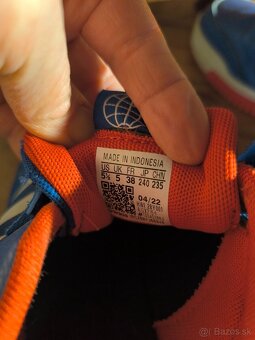 MADE IN INDONESIA
US UK FR JP CHN
5½ 5 38 240 235
04/22
© Bazos.sk